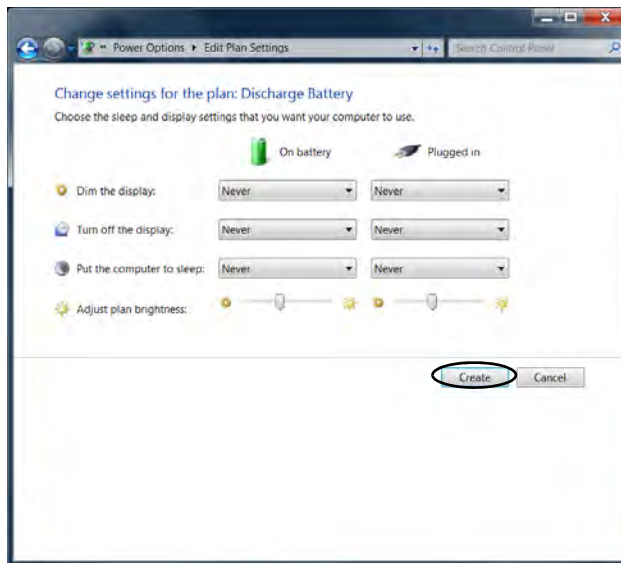 Power Options ▸ Edit Plan Settings
Search Control Panel
Change settings for the plan: Discharge Battery
Choose the sleep and display settings that you want your computer to use.
On battery Plugged in
Dim the display: Never Never
Turn off the display: Never Never
Put the computer to sleep: Never Never
Adjust plan brightness:
Create Cancel